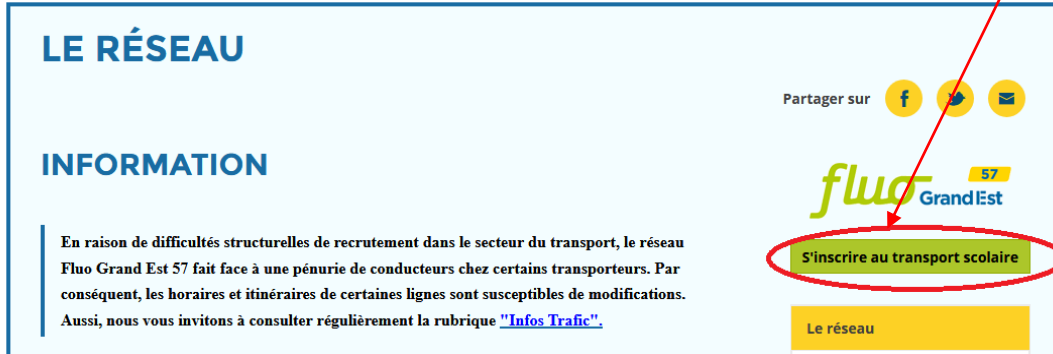 LE RÉSEAU
Partager sur
INFORMATION
fluo 57
Grand Est
En raison de difficultés structurelles de recrutement dans le secteur du transport, le réseau
Fluo Grand Est 57 fait face à une pénurie de conducteurs chez certains transporteurs. Par
conséquent, les horaires et itinéraires de certaines lignes sont susceptibles de modifications.
Aussi, nous vous invitons à consulter régulièrement la rubrique "Infos Trafic".
S'inscrire au transport scolaire
Le réseau